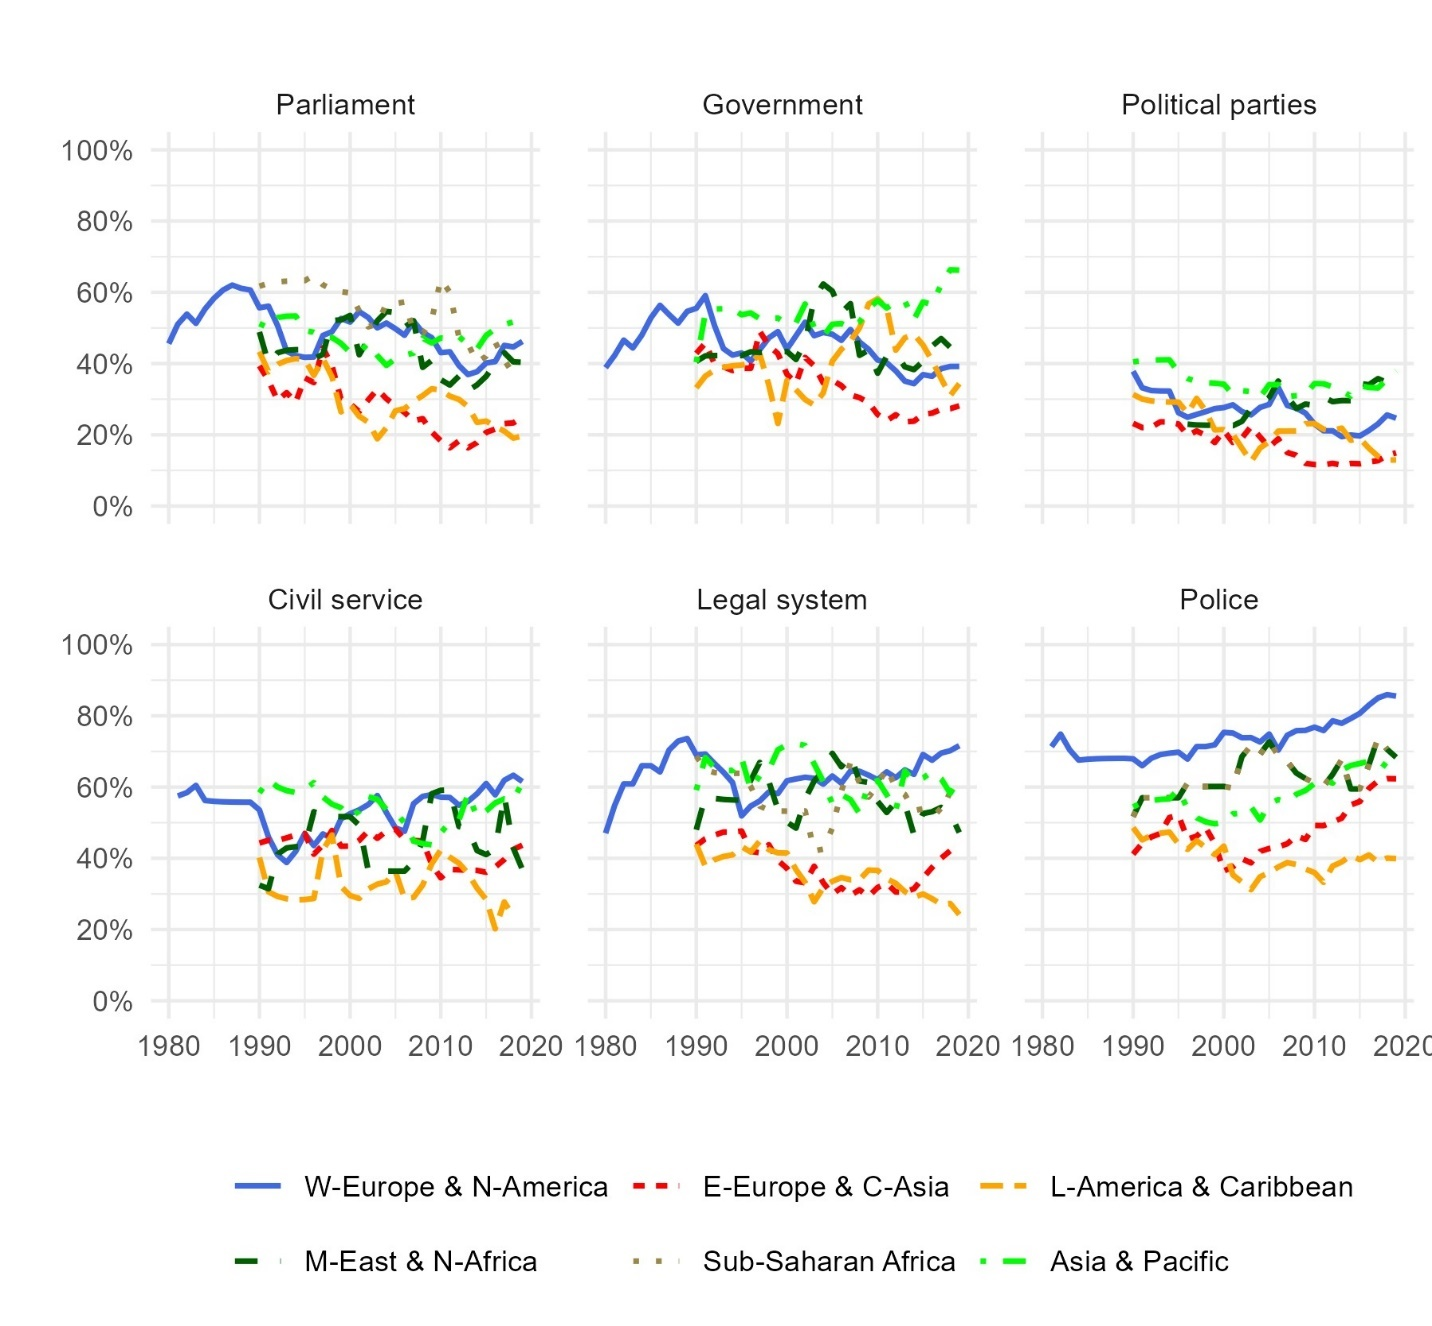 Parliament Government Political parties
100%
80%
60%
40%
20%
0%
Civil service Legal system Police
100%
80%
60%
40%
20%
0%
1980 1990 2000 2010 2020 1980 1990 2000 2010 2020 1980 1990 2000 2010 2020
W-Europe & N-America E-Europe & C-Asia L-America & Caribbean
M-East & N-Africa Sub-Saharan Africa Asia & Pacific